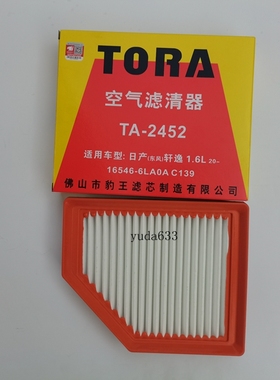 TORA
空气滤清器
TA-2452
适用车型: 日产(东风)轩逸 1.6L 20~
16546-6LA0A C139
佛山市豹王滤芯制造有限公司
yuda633